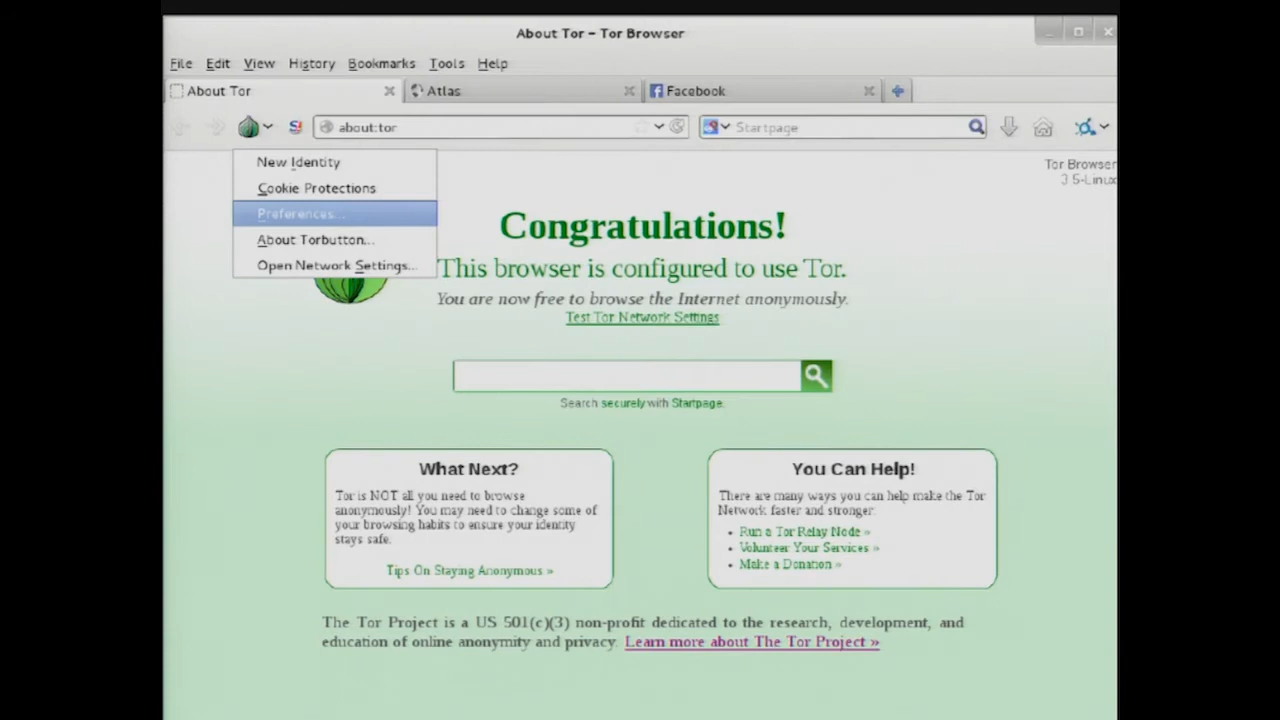 About Tor – Tor Browser
File Edit View History Bookmarks Tools Help
About Tor
Atlas
Facebook
about:tor
Startpage
New Identity
Cookie Protections
Preferences...
About Torbutton...
Open Network Settings...
Tor Browser
3.5-Linux
Congratulations!
This browser is configured to use Tor.
You are now free to browse the Internet anonymously.
Test Tor Network Settings
Search securely with Startpage.
What Next?
Tor is NOT all you need to browse
anonymously! You may need to change some of
your browsing habits to ensure your identity
stays safe.
Tips On Staying Anonymous »
You Can Help!
There are many ways you can help make the Tor
Network faster and stronger:
• Run a Tor Relay Node »
• Volunteer Your Services »
• Make a Donation »
The Tor Project is a US 501(c)(3) non-profit dedicated to the research, development, and
education of online anonymity and privacy. Learn more about The Tor Project »